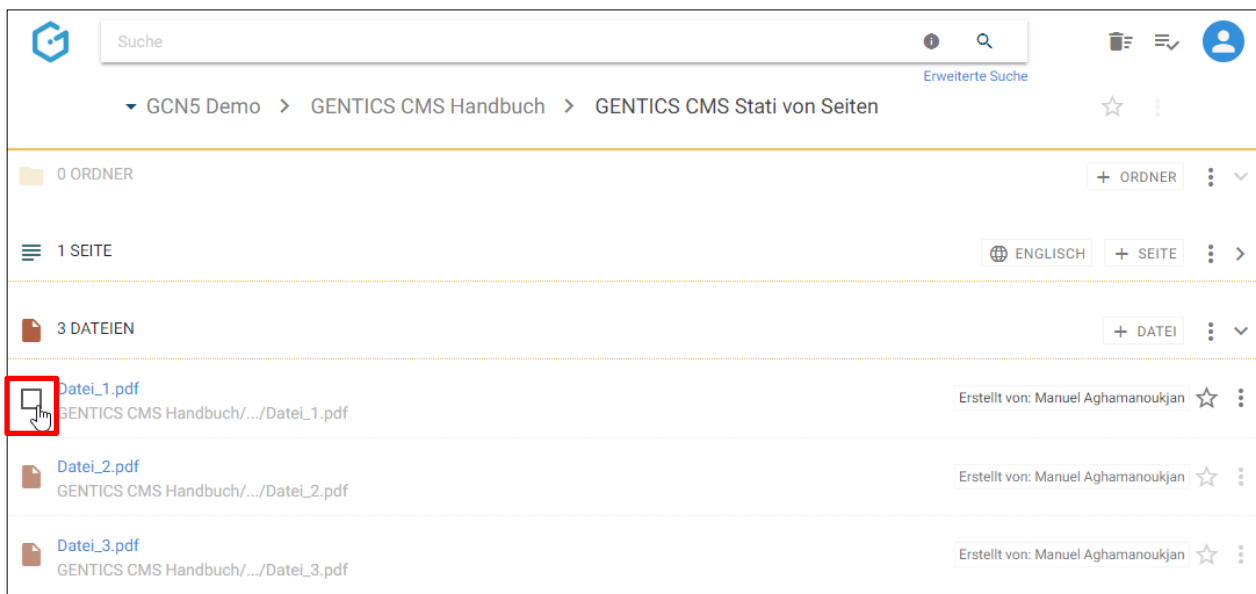 Suche
Erweiterte Suche
GCN5 Demo > GENTICS CMS Handbuch > GENTICS CMS Stati von Seiten
0 ORDNER + ORDNER
1 SEITE ENGLISCH + SEITE
3 DATEIEN + DATEI
Datei_1.pdf
GENTICS CMS Handbuch/.../Datei_1.pdf
Erstellt von: Manuel Aghamanoukjan
Datei_2.pdf
GENTICS CMS Handbuch/.../Datei_2.pdf
Erstellt von: Manuel Aghamanoukjan
Datei_3.pdf
GENTICS CMS Handbuch/.../Datei_3.pdf
Erstellt von: Manuel Aghamanoukjan